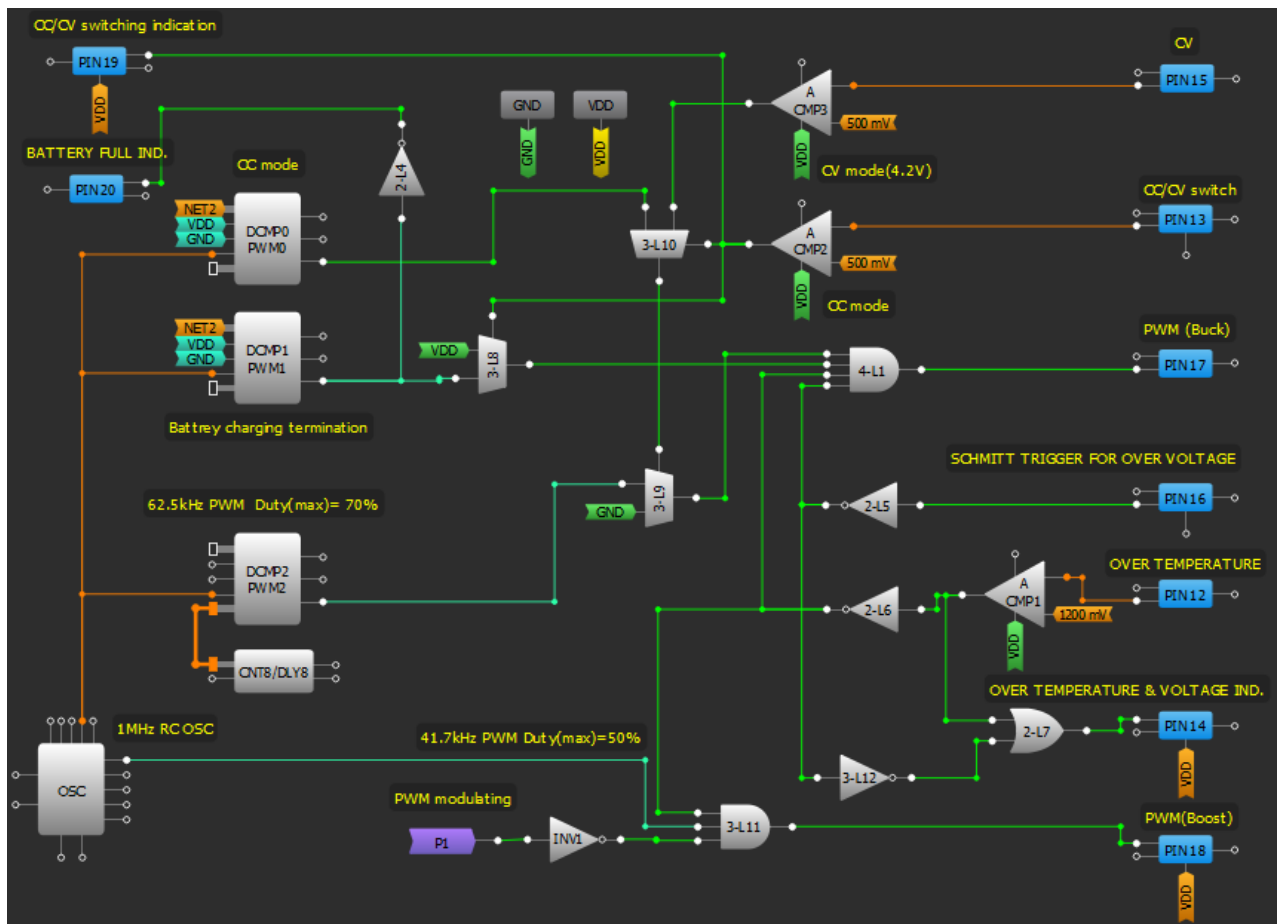 CC/CV switching indication
PIN19
VDD
BATTERY FULL IND.
PIN20
2-L4
GND
GND
VDD
VDD
A
CMP3
500 mV
VDD
CV mode(4.2V)
CV
PIN15
CC mode
NET2
VDD
GND
DCMP0
PWM0
3-L10
A
CMP2
500 mV
VDD
CC mode
CC/CV switch
PIN13
NET2
VDD
GND
DCMP1
PWM1
Battrey charging termination
VDD
3-L8
4-L1
PWM (Buck)
PIN17
62.5kHz PWM Duty(max)= 70%
DCMP2
PWM2
CNT8/DLY8
GND
3-L9
SCHMITT TRIGGER FOR OVER VOLTAGE
2-L5
PIN16
OVER TEMPERATURE
2-L6
A
CMP1
1200 mV
VDD
PIN12
OVER TEMPERATURE & VOLTAGE IND.
2-L7
PIN14
VDD
3-L12
1MHz RC OSC
OSC
41.7kHz PWM Duty(max)=50%
PWM modulating
P1
INV1
3-L11
PWM(Boost)
PIN18
VDD